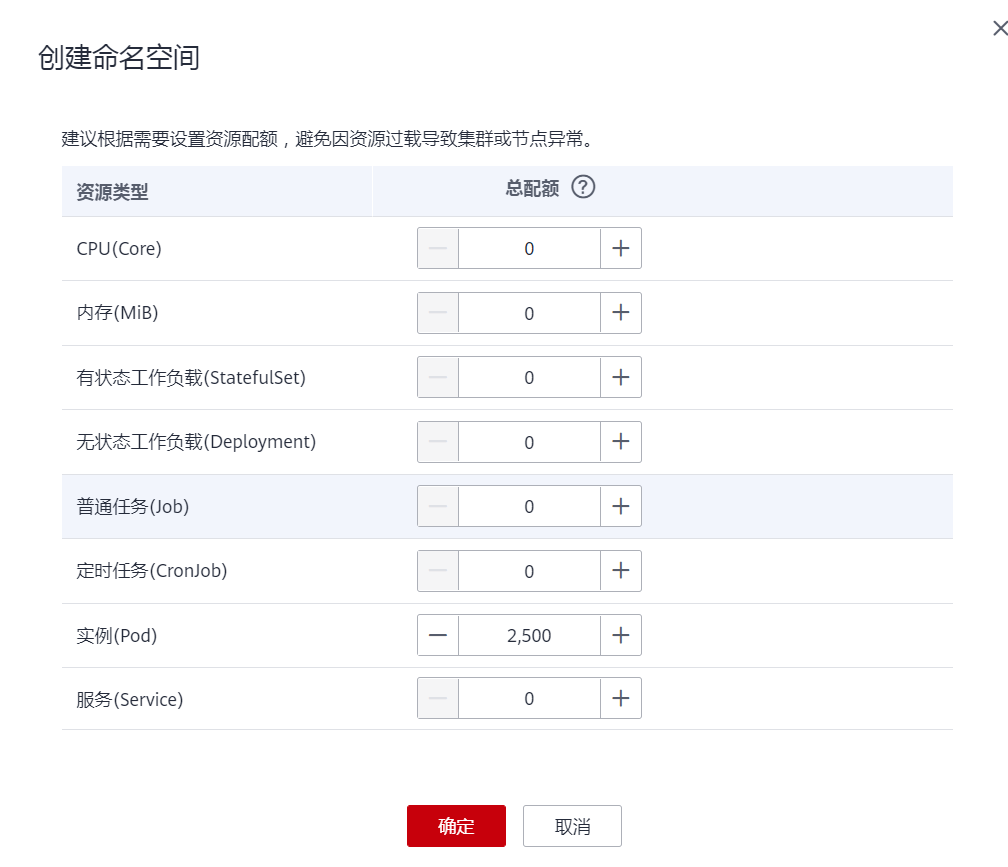 创建命名空间
建议根据需要设置资源配额，避免因资源过载导致集群或节点异常。
资源类型 总配额 ?
CPU(Core) 0
内存(MiB) 0
有状态工作负载(StatefulSet) 0
无状态工作负载(Deployment) 0
普通任务(Job) 0
定时任务(CronJob) 0
实例(Pod) 2,500
服务(Service) 0
确定 取消